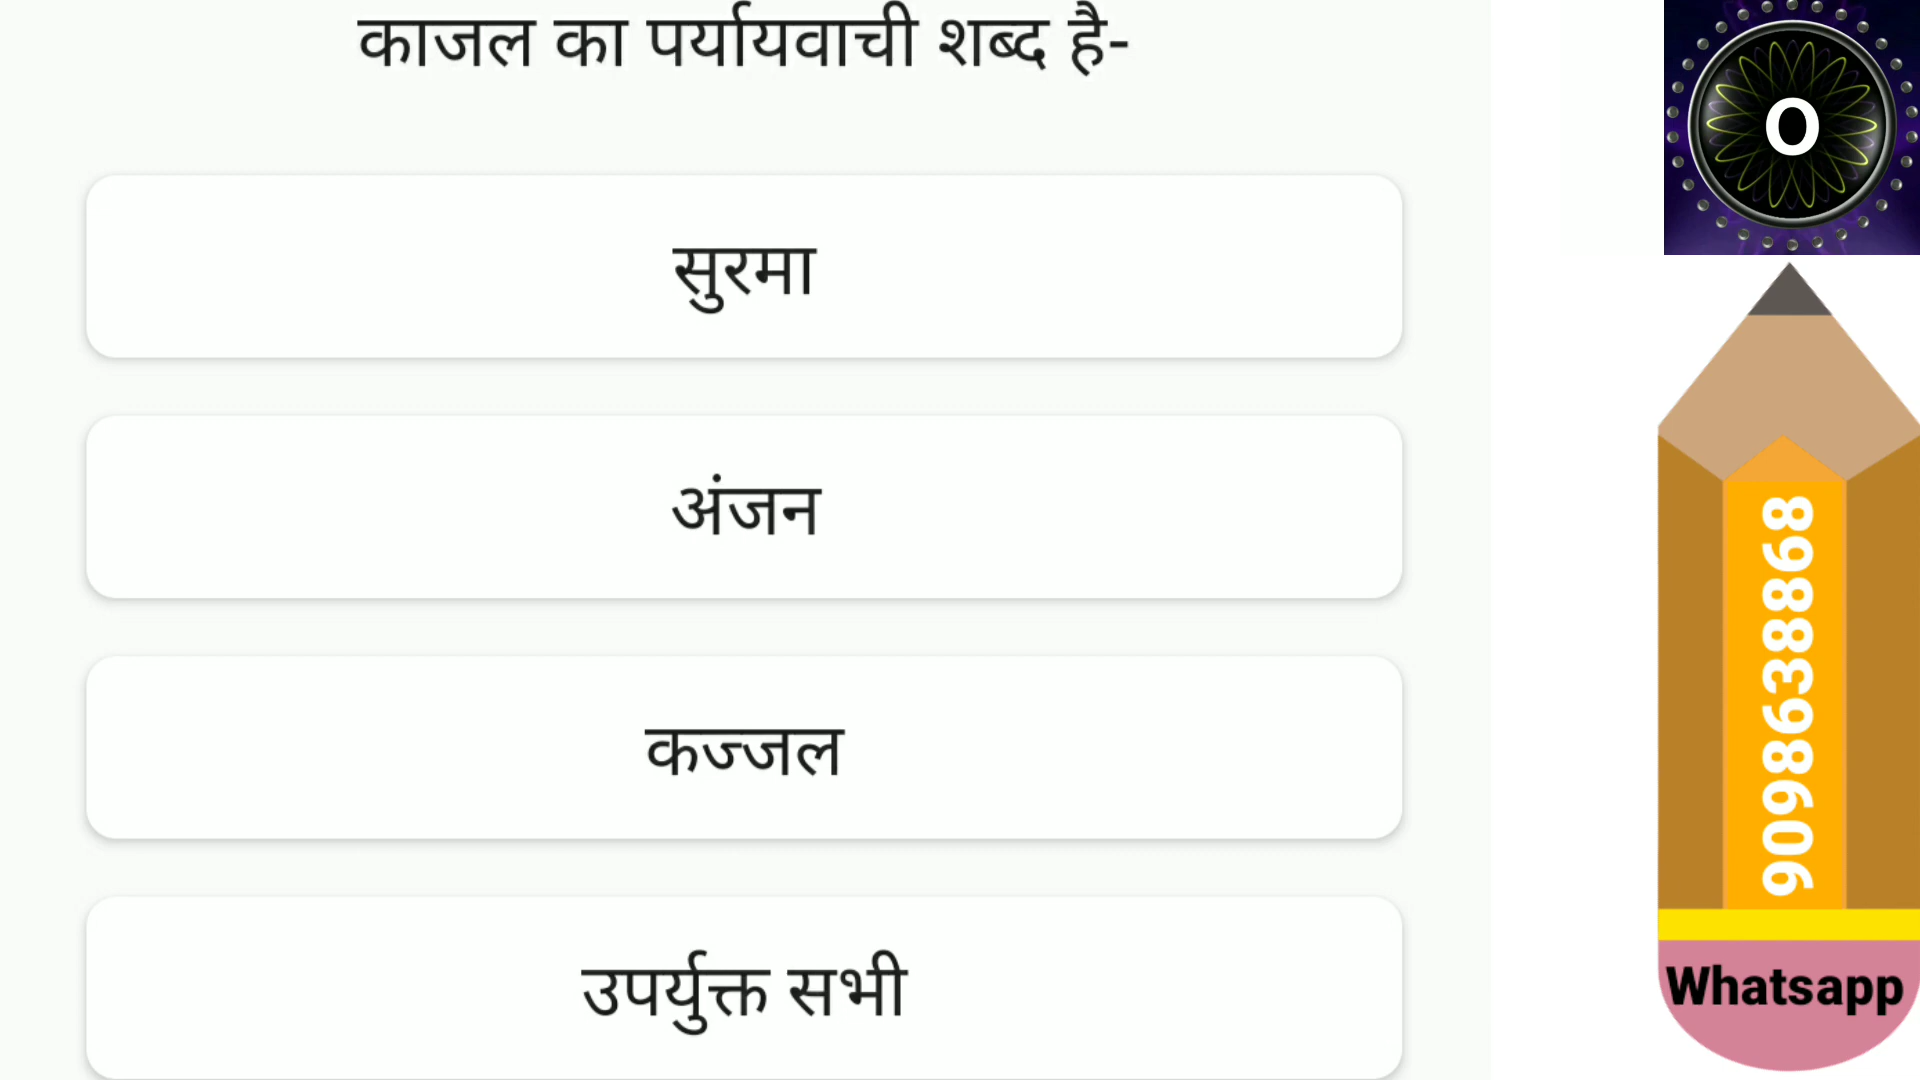 काजल का पर्यायवाची शब्द है-
सुरमा
अंजन
कज्जल
उपर्युक्त सभी
0
9098638868
Whatsapp